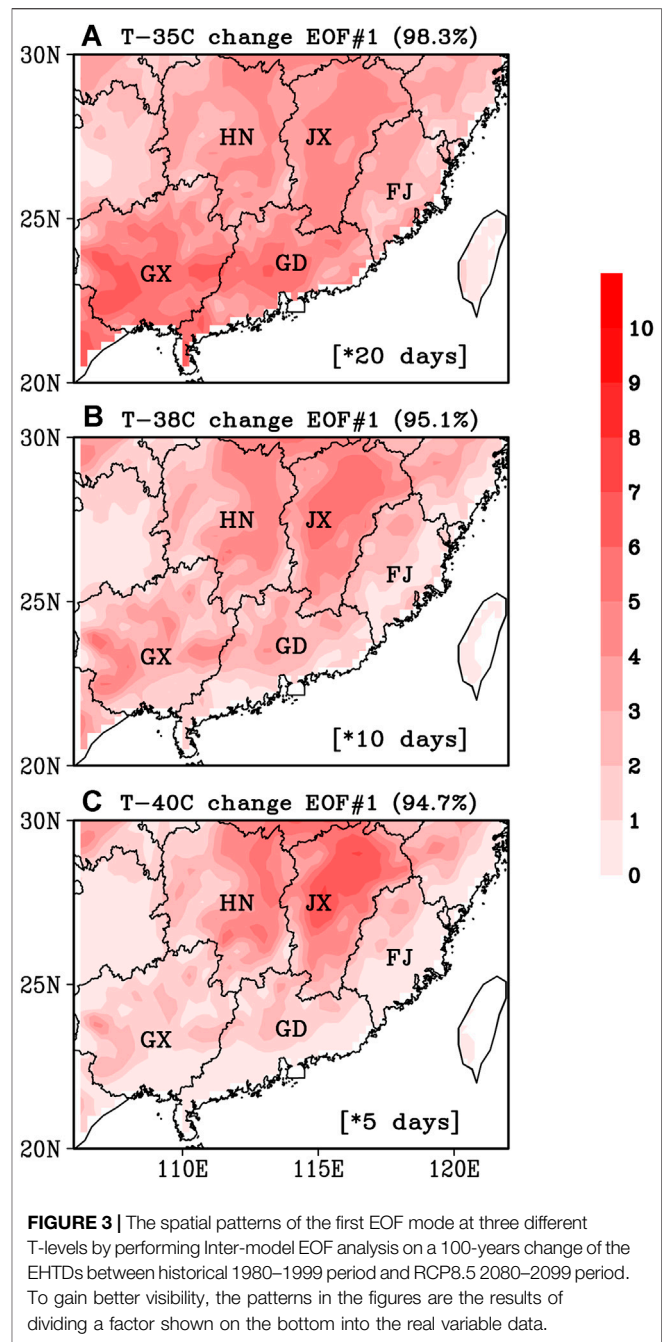 A T-35C change EOF#1 (98.3%)
30N
HN
JX
FJ
25N
GX
GD
[*20 days]
20N
B T-38C change EOF#1 (95.1%)
30N
HN
JX
FJ
25N
GX
GD
[*10 days]
20N
C T-40C change EOF#1 (94.7%)
30N
HN
JX
FJ
25N
GX
GD
[*5 days]
20N
110E 115E 120E
10
9
8
7
6
5
4
3
2
1
0
FIGURE 3 | The spatial patterns of the first EOF mode at three different
T-levels by performing Inter-model EOF analysis on a 100-years change of the
EHTDs between historical 1980–1999 period and RCP8.5 2080–2099 period.
To gain better visibility, the patterns in the figures are the results of
dividing a factor shown on the bottom into the real variable data.